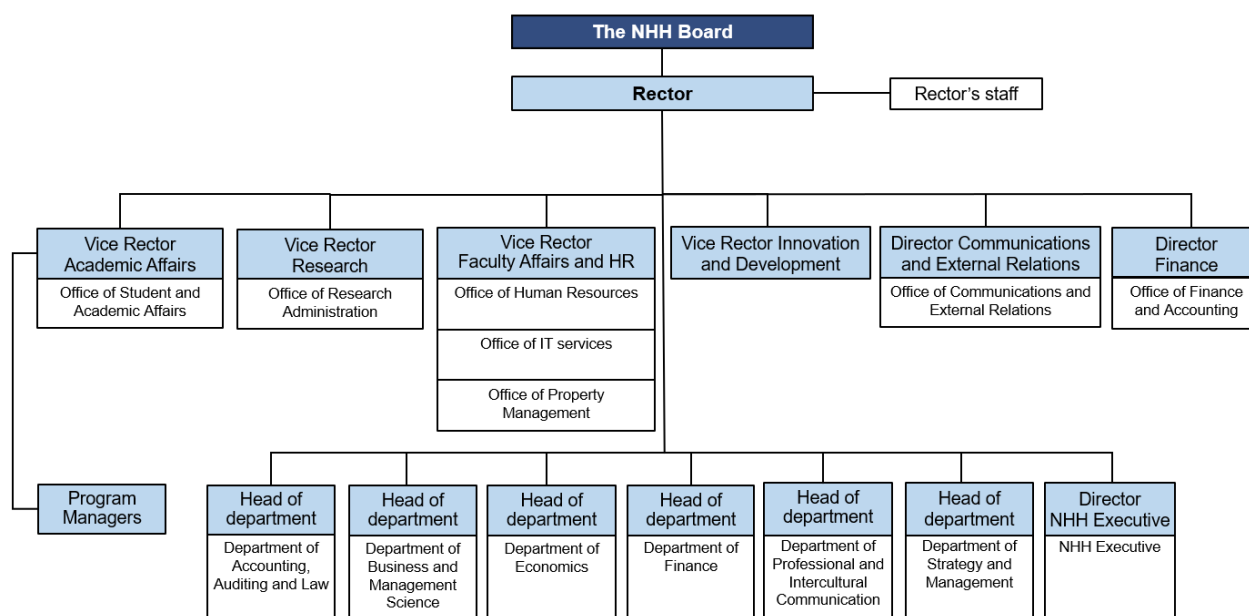 The NHH Board
Rector
Rector's staff
Vice Rector
Academic Affairs
Office of Student and
Academic Affairs
Vice Rector
Research
Office of Research
Administration
Vice Rector
Faculty Affairs and HR
Office of Human Resources
Office of IT services
Office of Property
Management
Vice Rector Innovation
and Development
Director Communications
and External Relations
Office of Communications and
External Relations
Director
Finance
Office of Finance
and Accounting
Program
Managers
Head of
department
Department of
Accounting,
Auditing and Law
Head of
department
Department of
Business and
Management
Science
Head of
department
Department of
Economics
Head of
department
Department of
Finance
Head of
department
Department of
Professional and
Intercultural
Communication
Head of
department
Department of
Strategy and
Management
Director
NHH Executive
NHH Executive